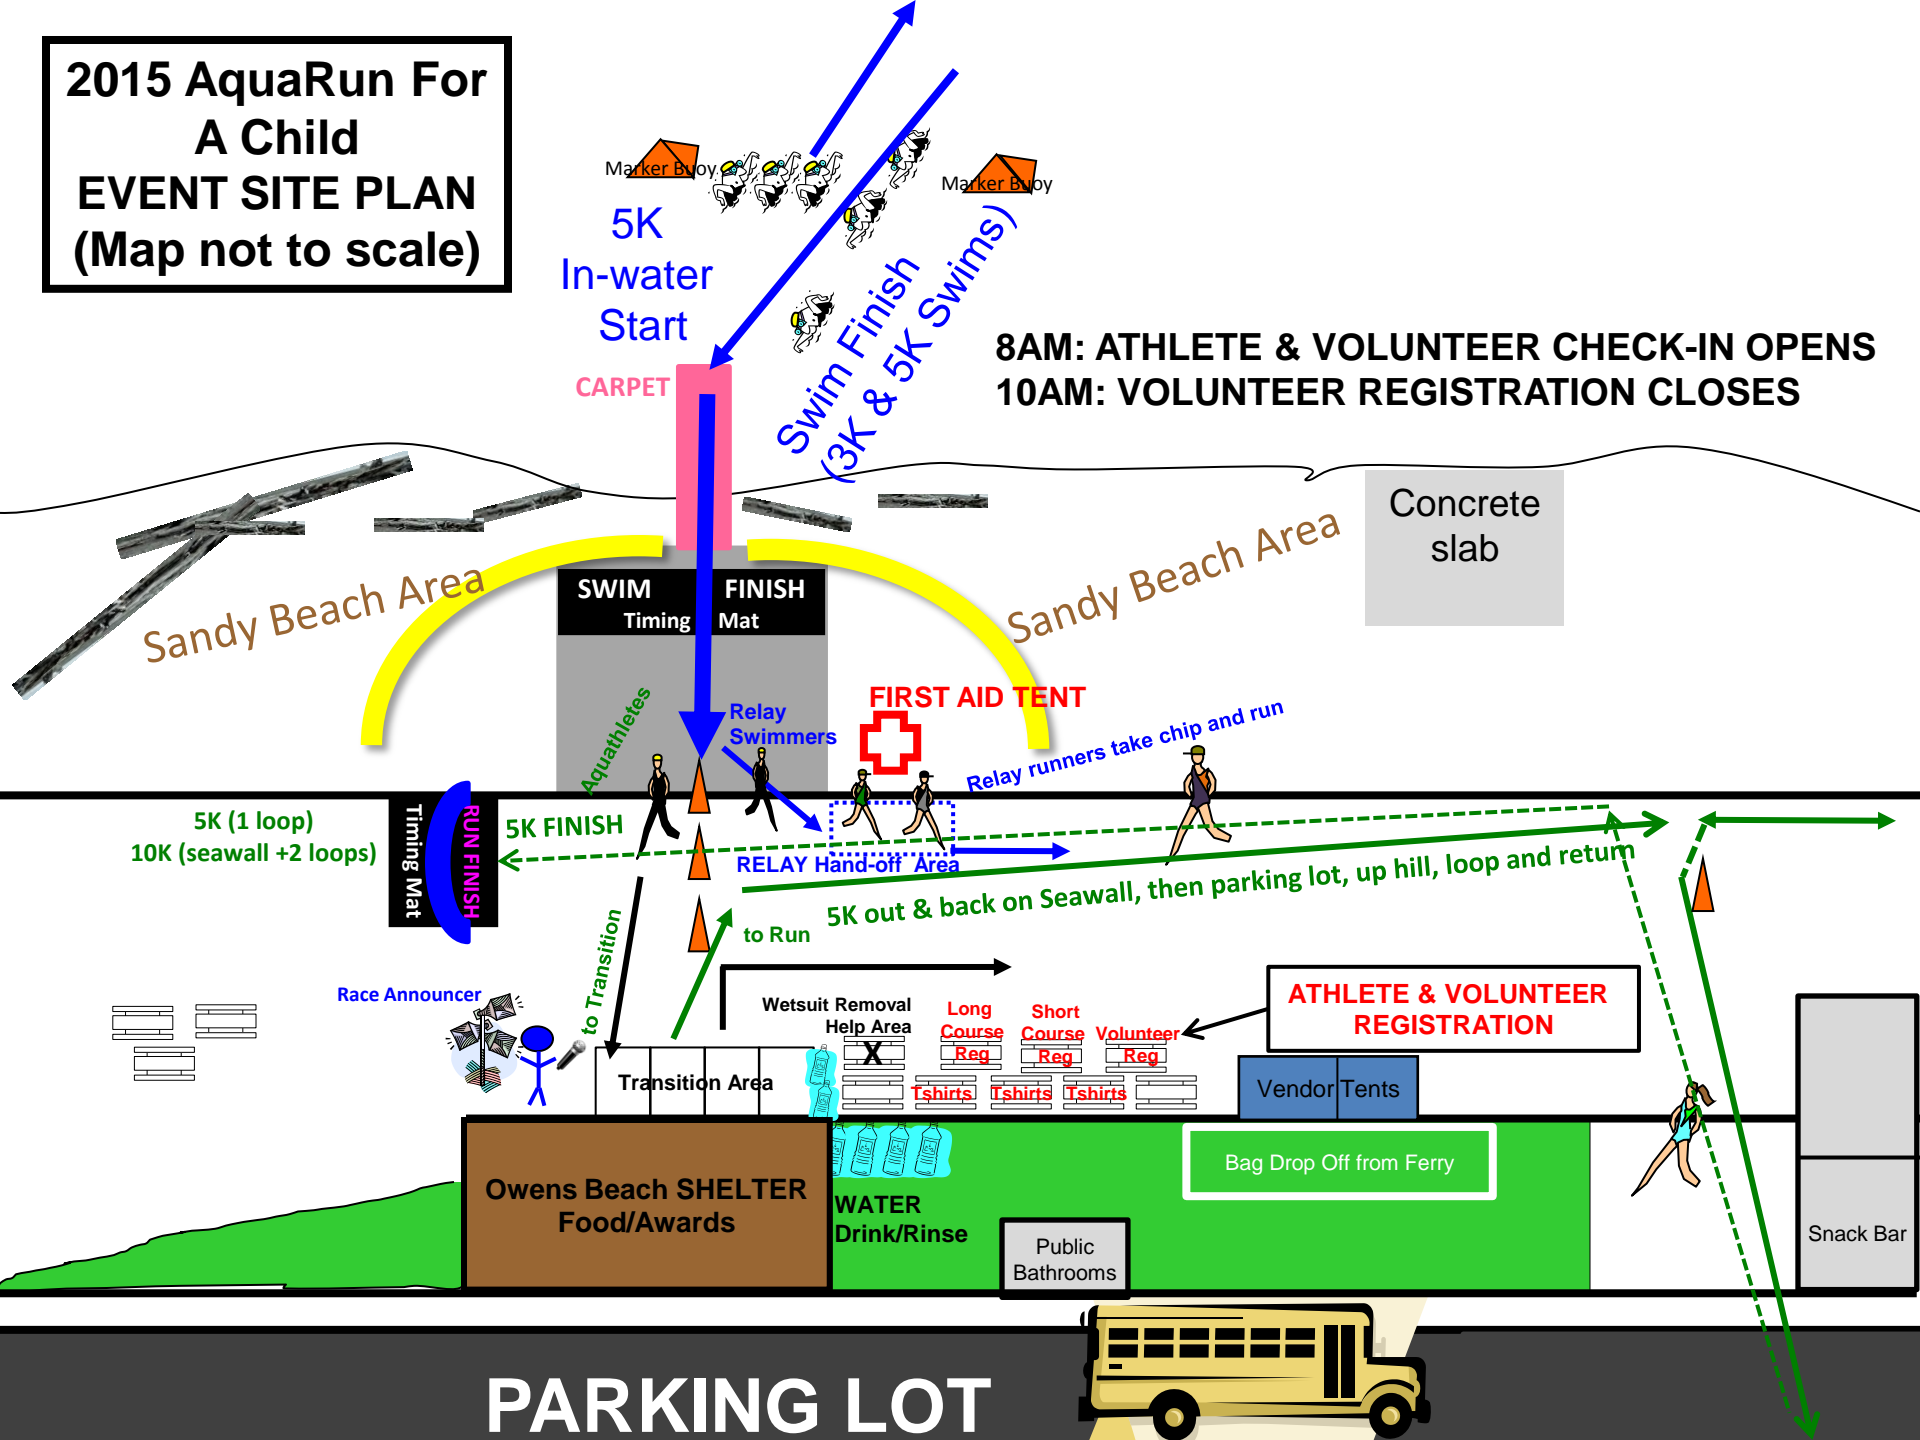 2015 AquaRun For
A Child
EVENT SITE PLAN
(Map not to scale)
Marker Buoy
Marker Buoy
5K
In-water
Start
Swim Finish
(3K & 5K Swims)
8AM: ATHLETE & VOLUNTEER CHECK-IN OPENS
10AM: VOLUNTEER REGISTRATION CLOSES
CARPET
Concrete
slab
Sandy Beach Area
Sandy Beach Area
SWIM FINISH
Timing Mat
Aquathletes
Relay
Swimmers
FIRST AID TENT
Relay runners take chip and run
5K (1 loop)
10K (seawall +2 loops)
Timing Mat
RUN FINISH
5K FINISH
RELAY Hand-off Area
5K out & back on Seawall, then parking lot, up hill, loop and return
to Run
to Transition
Race Announcer
Wetsuit Removal
Help Area
X
Long
Course
Reg
Short
Course
Reg
Volunteer
Reg
ATHLETE & VOLUNTEER
REGISTRATION
Transition Area
Tshirts
Tshirts
Tshirts
Vendor Tents
Bag Drop Off from Ferry
Owens Beach SHELTER
Food/Awards
WATER
Drink/Rinse
Public
Bathrooms
Snack Bar
PARKING LOT